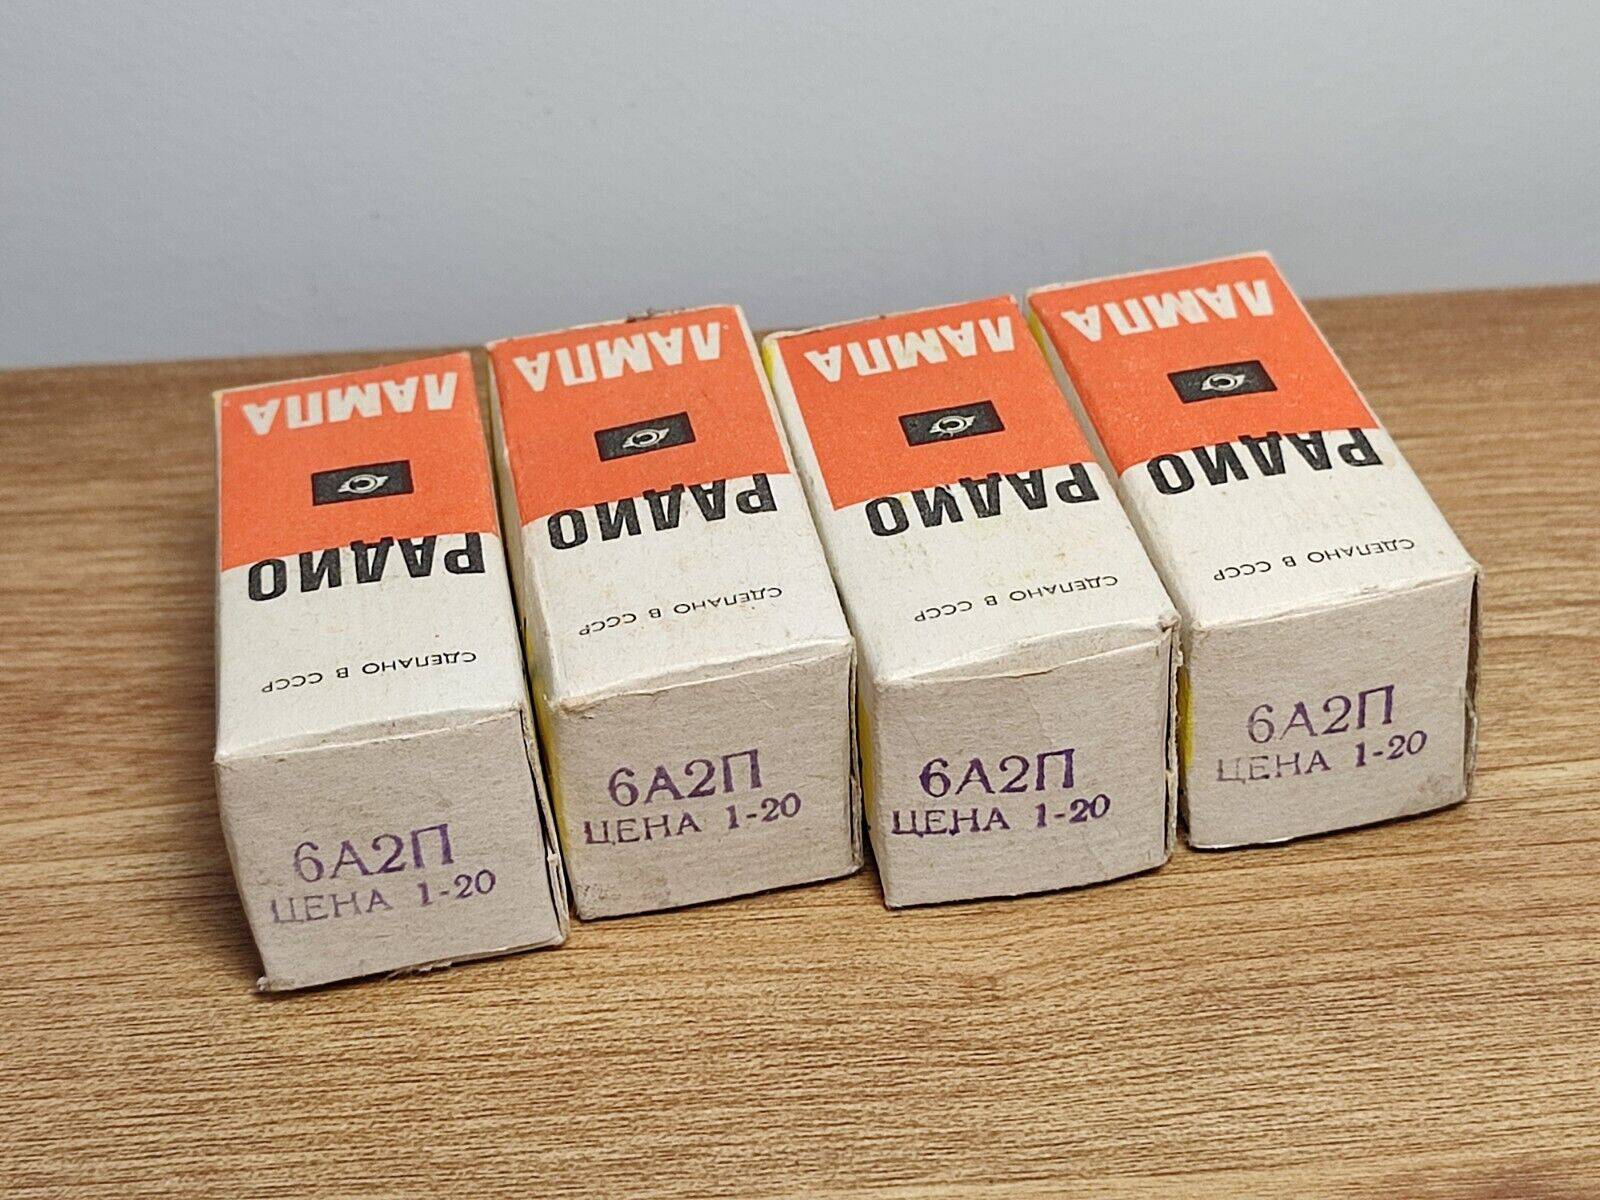 ЛАМПА
РАДИО
СДЕЛАНО В СССР
6А2П
ЦЕНА 1-20
ЛАМПА
РАДИО
СДЕЛАНО В СССР
6А2П
ЦЕНА 1-20
ЛАМПА
РАДИО
СДЕЛАНО В СССР
6А2П
ЦЕНА 1-20
ЛАМПА
РАДИО
СДЕЛАНО В СССР
6А2П
ЦЕНА 1-20